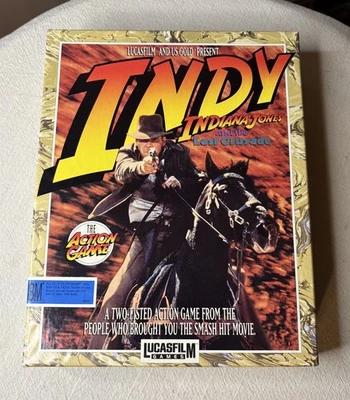 LUCASFILM AND US GOLD PRESENT
INDY
INDIANA JONES
and the
Last Crusade
THE
ACTION
GAME
A TWO-FISTED ACTION GAME FROM THE
PEOPLE WHO BROUGHT YOU THE SMASH HIT MOVIE.
LUCASFILM
GAMES